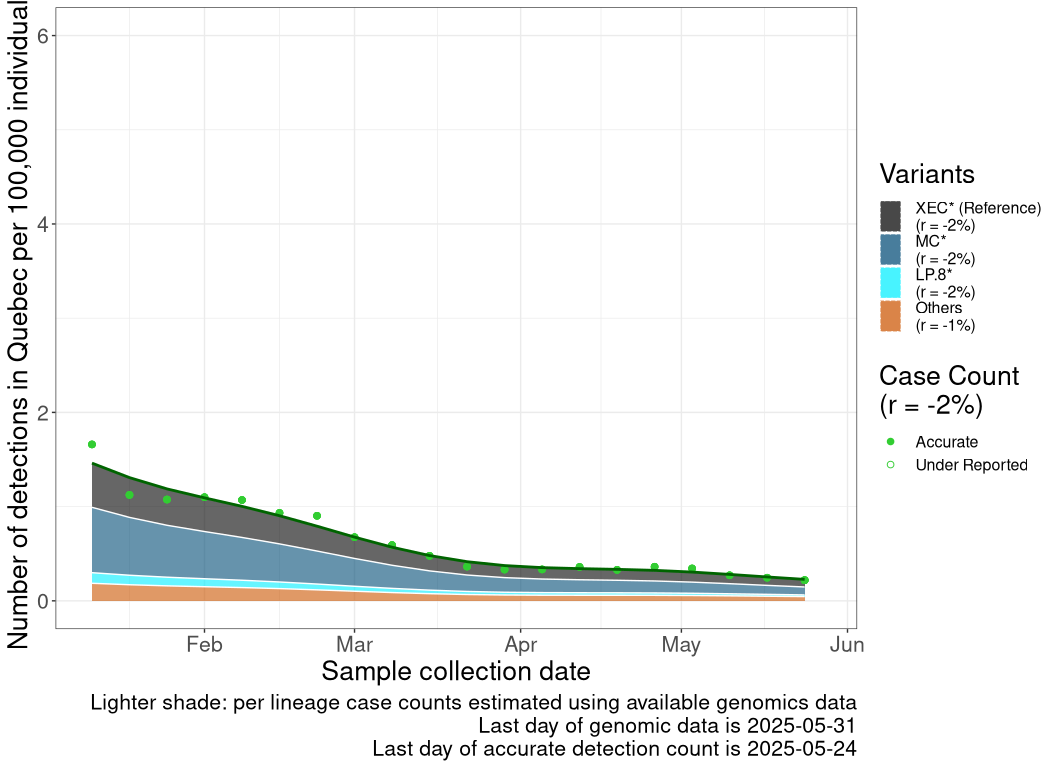 Number of detections in Quebec per 100,000 individual
6
4
2
0
Feb
Mar
Apr
May
Jun
Sample collection date
Variants
XEC* (Reference)
(r = -2%)
MC*
(r = -2%)
LP.8*
(r = -2%)
Others
(r = -1%)
Case Count
(r = -2%)
Accurate
Under Reported
Lighter shade: per lineage case counts estimated using available genomics data
Last day of genomic data is 2025-05-31
Last day of accurate detection count is 2025-05-24